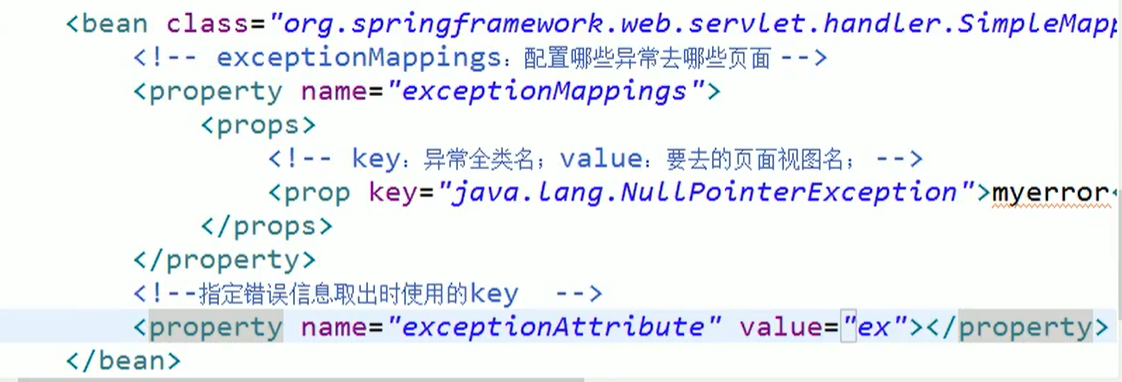 <bean class="org.springframework.web.servlet.handler.SimpleMapp
<!-- exceptionMappings：配置哪些异常去哪些页面 -->
<property name="exceptionMappings">
<props>
<!-- key：异常全类名；value：要去的页面视图名； -->
<prop key="java.lang.NullPointerException">myerror<
</props>
</property>
<!--指定错误信息取出时使用的key  -->
<property name="exceptionAttribute" value="ex"></property>
</bean>